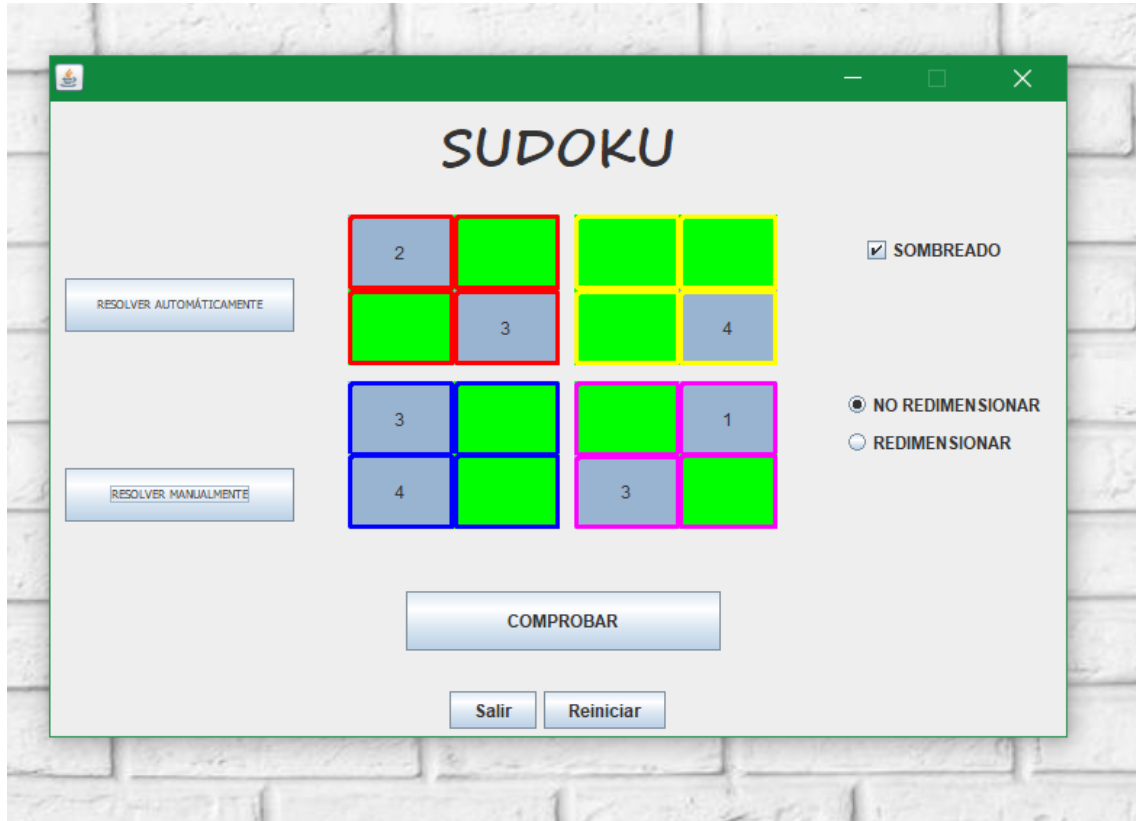 SUDOKU
2
SOMBREADO
RESOLVER AUTOMÁTICAMENTE
3 4
3 1
NO REDIMENSIONAR
REDIMENSIONAR
RESOLVER MANUALMENTE
4 3
COMPROBAR
Salir Reiniciar